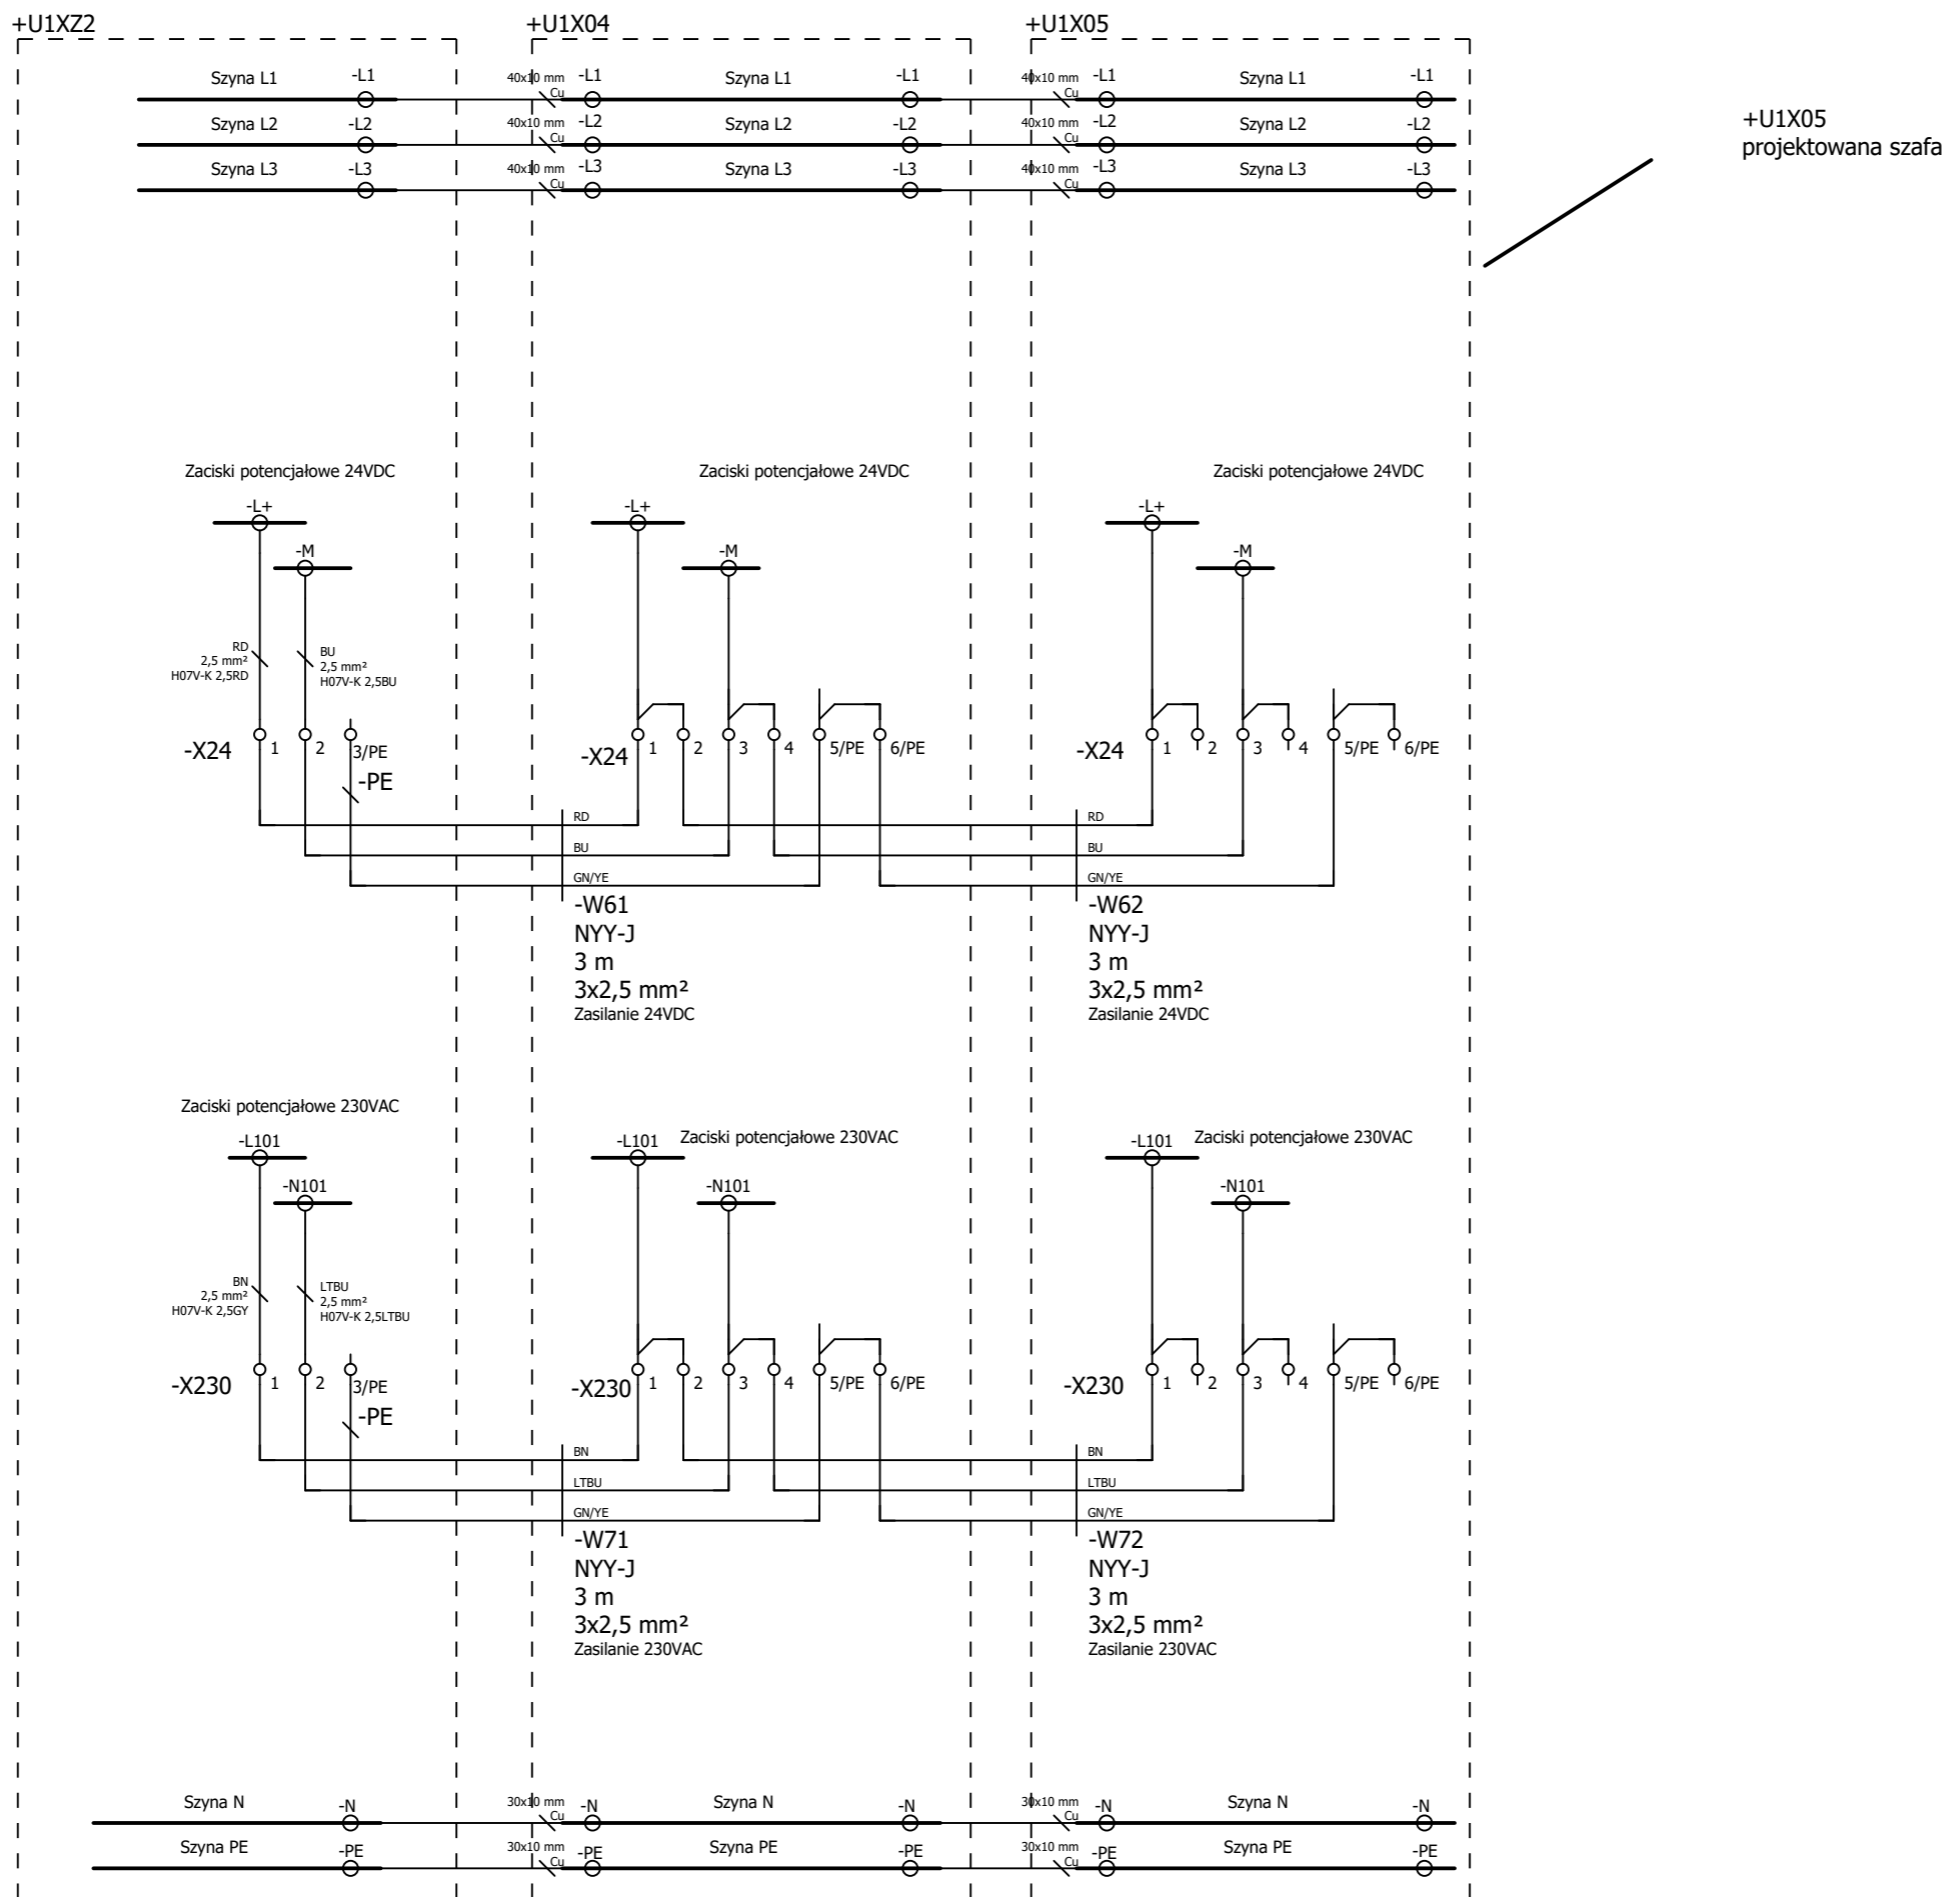 +U1XZ2
+U1X04
+U1X05
Szyna L1
-L1
40x10 mm
Cu
-L1
Szyna L1
-L1
40x10 mm
Cu
-L1
Szyna L1
-L1
Szyna L2
-L2
40x10 mm
Cu
-L2
Szyna L2
-L2
40x10 mm
Cu
-L2
Szyna L2
-L2
Szyna L3
-L3
40x10 mm
Cu
-L3
Szyna L3
-L3
40x10 mm
Cu
-L3
Szyna L3
-L3
+U1X05
projektowana szafa
Zaciski potencjałowe 24VDC
Zaciski potencjałowe 24VDC
Zaciski potencjałowe 24VDC
-L+
-M
-L+
-M
-L+
-M
RD
2,5 mm²
H07V-K 2,5RD
BU
2,5 mm²
H07V-K 2,5BU
-X24
1
2
3/PE
-PE
-X24
1
2
3
4
5/PE
6/PE
-X24
1
2
3
4
5/PE
6/PE
RD
BU
GN/YE
-W61
NYY-J
3 m
3x2,5 mm²
Zasilanie 24VDC
RD
BU
GN/YE
-W62
NYY-J
3 m
3x2,5 mm²
Zasilanie 24VDC
Zaciski potencjałowe 230VAC
Zaciski potencjałowe 230VAC
Zaciski potencjałowe 230VAC
-L101
-N101
-L101
-N101
-L101
-N101
BN
2,5 mm²
H07V-K 2,5GY
LTBU
2,5 mm²
H07V-K 2,5LTBU
-X230
1
2
3/PE
-PE
-X230
1
2
3
4
5/PE
6/PE
-X230
1
2
3
4
5/PE
6/PE
BN
LTBU
GN/YE
-W71
NYY-J
3 m
3x2,5 mm²
Zasilanie 230VAC
BN
LTBU
GN/YE
-W72
NYY-J
3 m
3x2,5 mm²
Zasilanie 230VAC
Szyna N
-N
30x10 mm
Cu
-N
Szyna N
-N
30x10 mm
Cu
-N
Szyna N
-N
Szyna PE
-PE
30x10 mm
Cu
-PE
Szyna PE
-PE
30x10 mm
Cu
-PE
Szyna PE
-PE